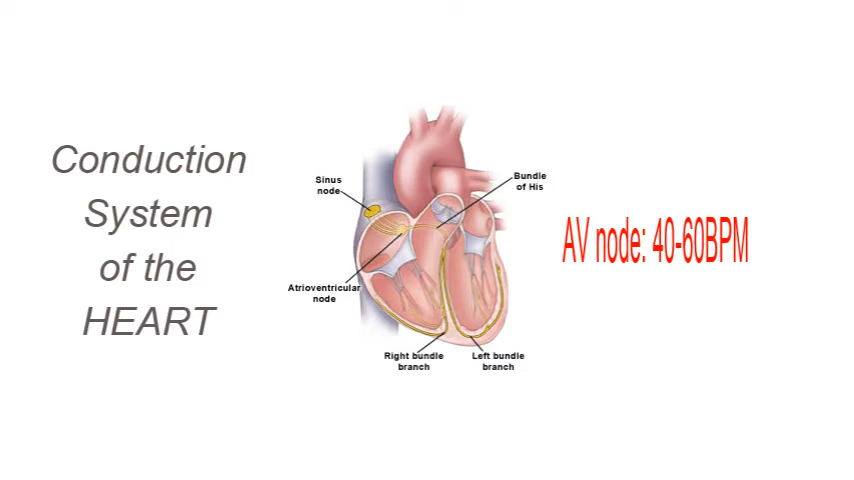 Conduction
System
of the
HEART
Sinus
node
Bundle
of His
Atrioventricular
node
Right bundle
branch
Left bundle
branch
AV node: 40-60BPM